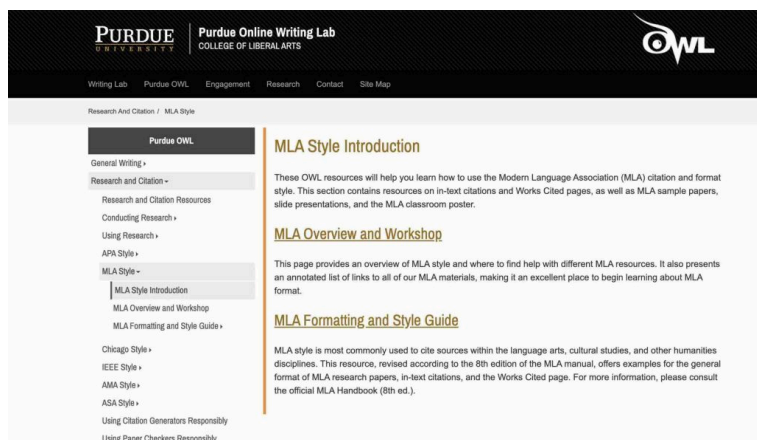 PURDUE
UNIVERSITY
Purdue Online Writing Lab
COLLEGE OF LIBERAL ARTS
OWL
Writing Lab Purdue OWL Engagement Research Contact Site Map
Research And Citation / MLA Style
Purdue OWL
General Writing
Research and Citation
Research and Citation Resources
Conducting Research
Using Research
APA Style
MLA Style
MLA Style Introduction
MLA Overview and Workshop
MLA Formatting and Style Guide
Chicago Style
IEEE Style
AMA Style
ASA Style
Using Citation Generators Responsibly
Using Paper Checkers Responsibly
MLA Style Introduction
These OWL resources will help you learn how to use the Modern Language Association (MLA) citation and format
style. This section contains resources on in-text citations and Works Cited pages, as well as MLA sample papers,
slide presentations, and the MLA classroom poster.
MLA Overview and Workshop
This page provides an overview of MLA style and where to find help with different MLA resources. It also presents
an annotated list of links to all of our MLA materials, making it an excellent place to begin learning about MLA
format.
MLA Formatting and Style Guide
MLA style is most commonly used to cite sources within the language arts, cultural studies, and other humanities
disciplines. This resource, revised according to the 8th edition of the MLA manual, offers examples for the general
format of MLA research papers, in-text citations, and the Works Cited page. For more information, please consult
the official MLA Handbook (8th ed.).